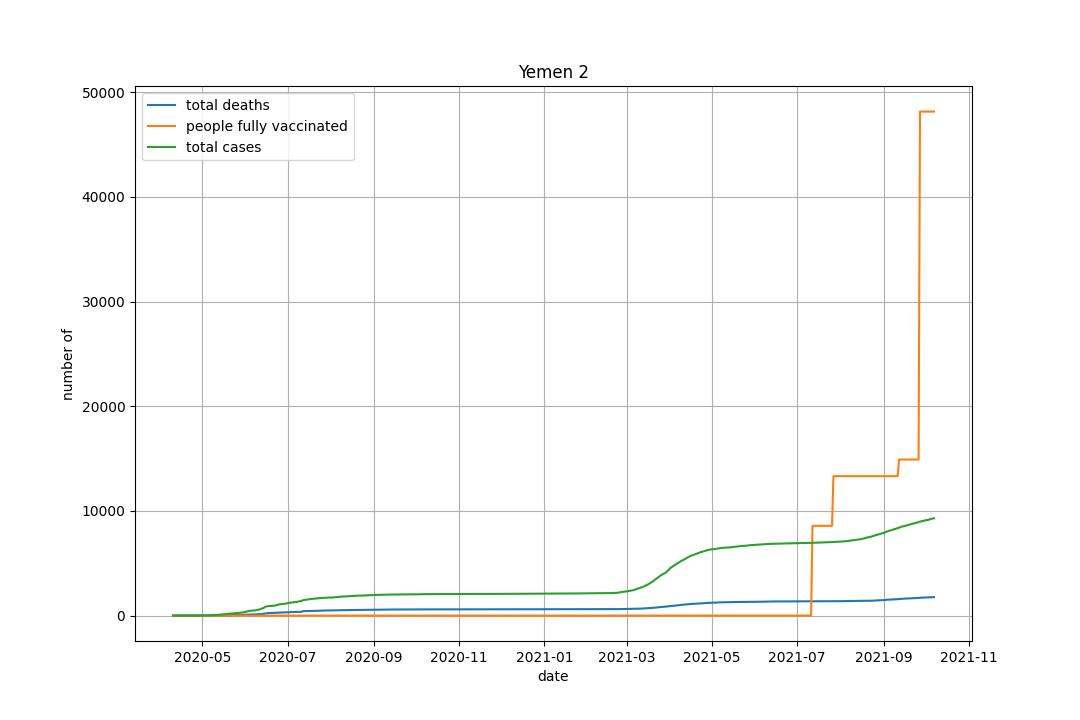 Yemen 2
total deaths
people fully vaccinated
total cases
50000
40000
30000
20000
10000
0
number of
2020-05 2020-07 2020-09 2020-11 2021-01 2021-03 2021-05 2021-07 2021-09 2021-11
date